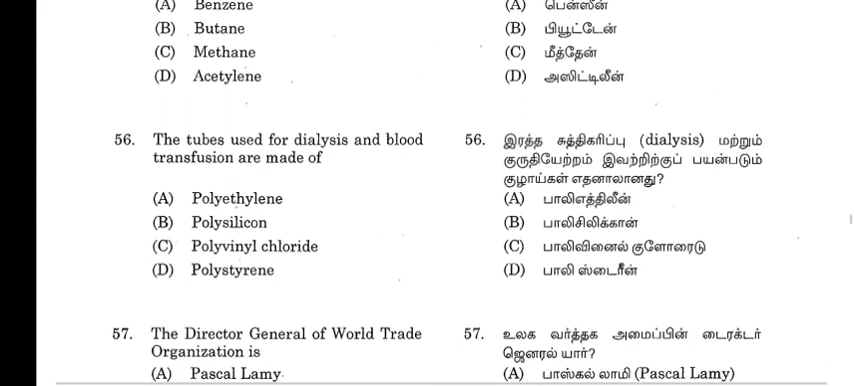 (A) Benzene
(B) Butane
(C) Methane
(D) Acetylene
56. The tubes used for dialysis and blood
transfusion are made of
(A) Polyethylene
(B) Polysilicon
(C) Polyvinyl chloride
(D) Polystyrene
57. The Director General of World Trade
Organization is
(A) Pascal Lamy
(A) பென்ஸீன்
(B) பியூட்டேன்
(C) மீத்தேன்
(D) அஸிட்டிலீன்
56. இரத்த சுத்திகரிப்பு (dialysis) மற்றும்
குருதியேற்றம் இவற்றிற்குப் பயன்படும்
குழாய்கள் எதனாலானது?
(A) பாலிஎத்திலீன்
(B) பாலிசிலிக்கான்
(C) பாலிவினைல் குளோரைடு
(D) பாலி ஸ்டைரீன்
57. உலக வர்த்தக அமைப்பின் டைரக்டர்
ஜெனரல் யார்?
(A) பாஸ்கல் லாமி (Pascal Lamy)